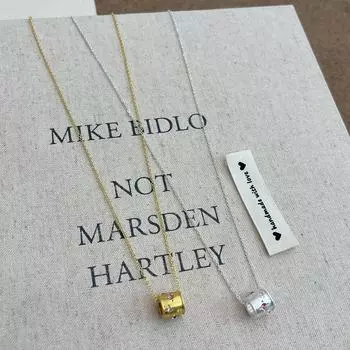 MIKE BIDLO
NOT
MARSDEN
HARTLEY
♥ handmade with love ♥